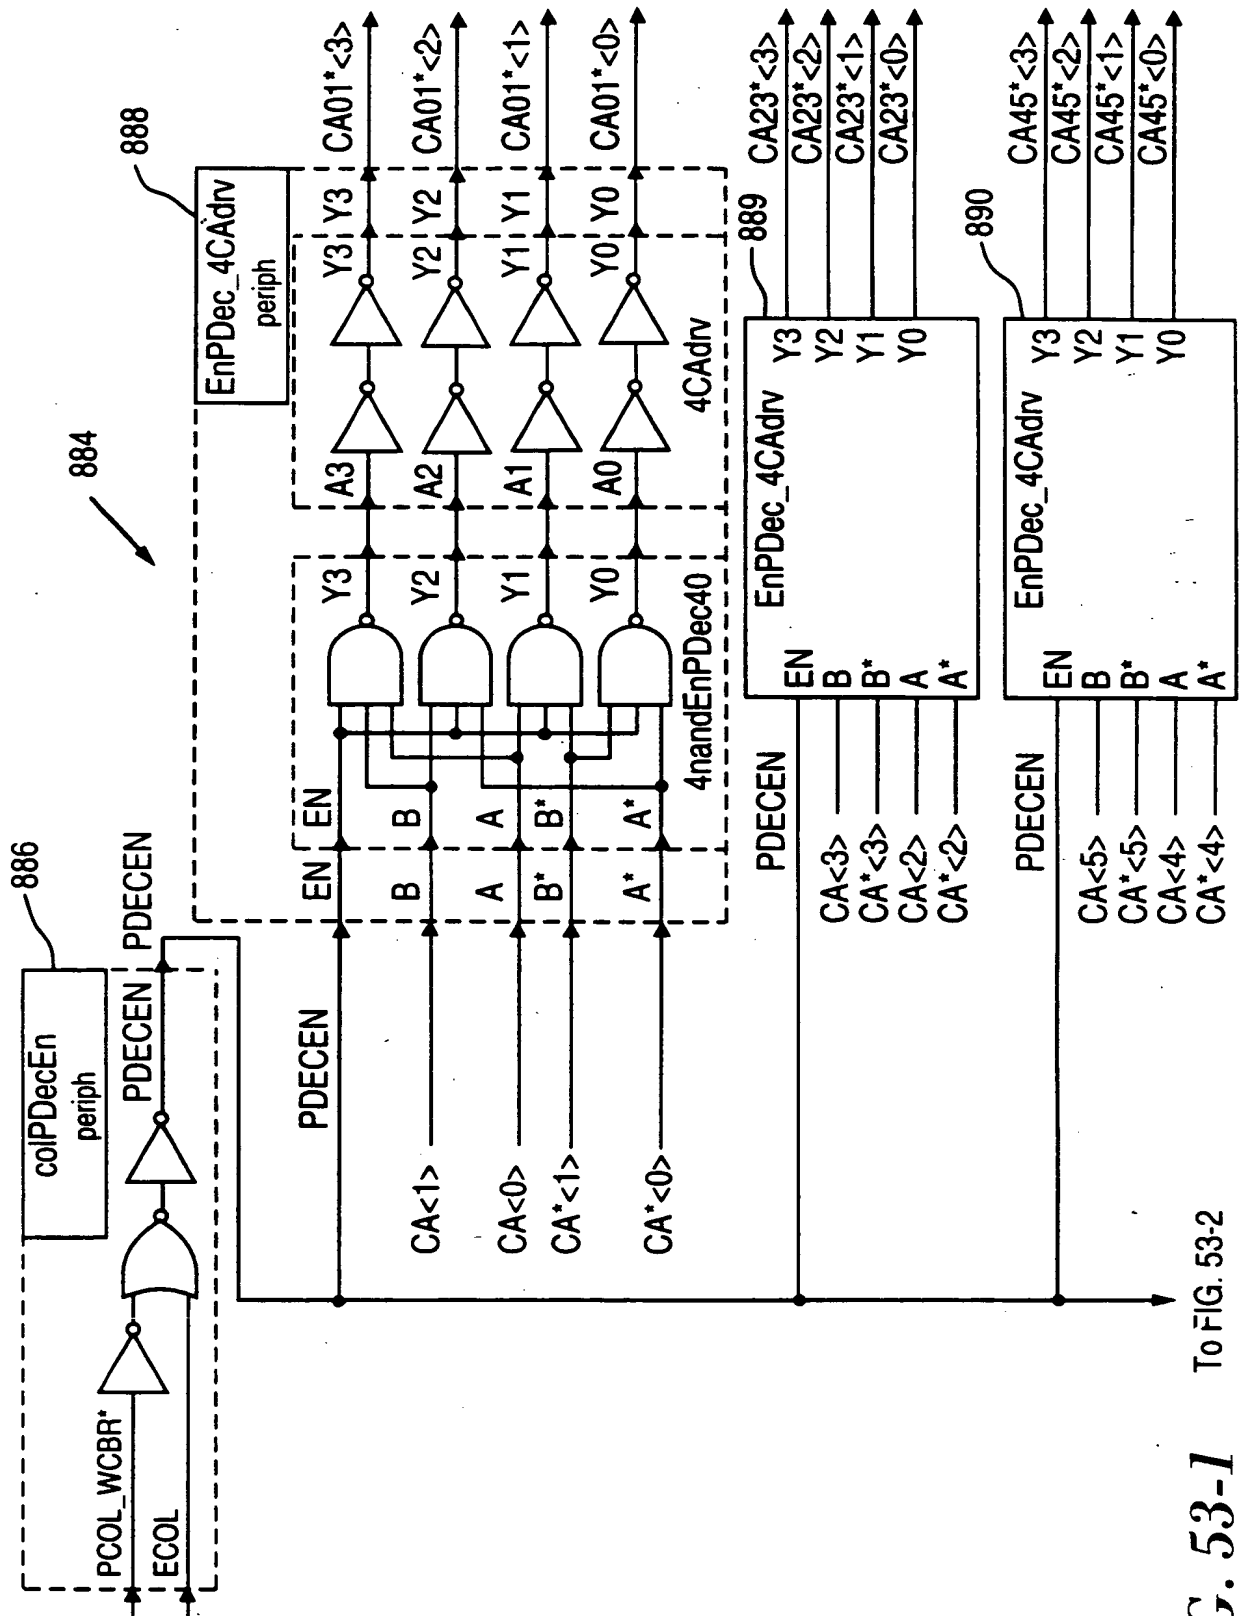 886
colPDecEn
periph
PCOL_WCBR*
ECOL
PDECEN
PDECEN
884
888
EnPDec_4CAdrv
periph
PDECEN
CA<1>
CA<0>
CA*<1>
CA*<0>
EN
B
A
B*
A*
EN
B
A
B*
A*
Y3
Y2
Y1
Y0
4nandEnPDec40
A3
A2
A1
A0
Y3
Y2
Y1
Y0
4CAdrv
Y3
Y2
Y1
Y0
CA01*<3>
CA01*<2>
CA01*<1>
CA01*<0>
889
PDECEN
CA<3>
CA*<3>
CA<2>
CA*<2>
EN
B
B*
A
A*
EnPDec_4CAdrv
Y3
Y2
Y1
Y0
CA23*<3>
CA23*<2>
CA23*<1>
CA23*<0>
890
PDECEN
CA<5>
CA*<5>
CA<4>
CA*<4>
EN
B
B*
A
A*
EnPDec_4CAdrv
Y3
Y2
Y1
Y0
CA45*<3>
CA45*<2>
CA45*<1>
CA45*<0>
To FIG. 53-2
G. 53-1